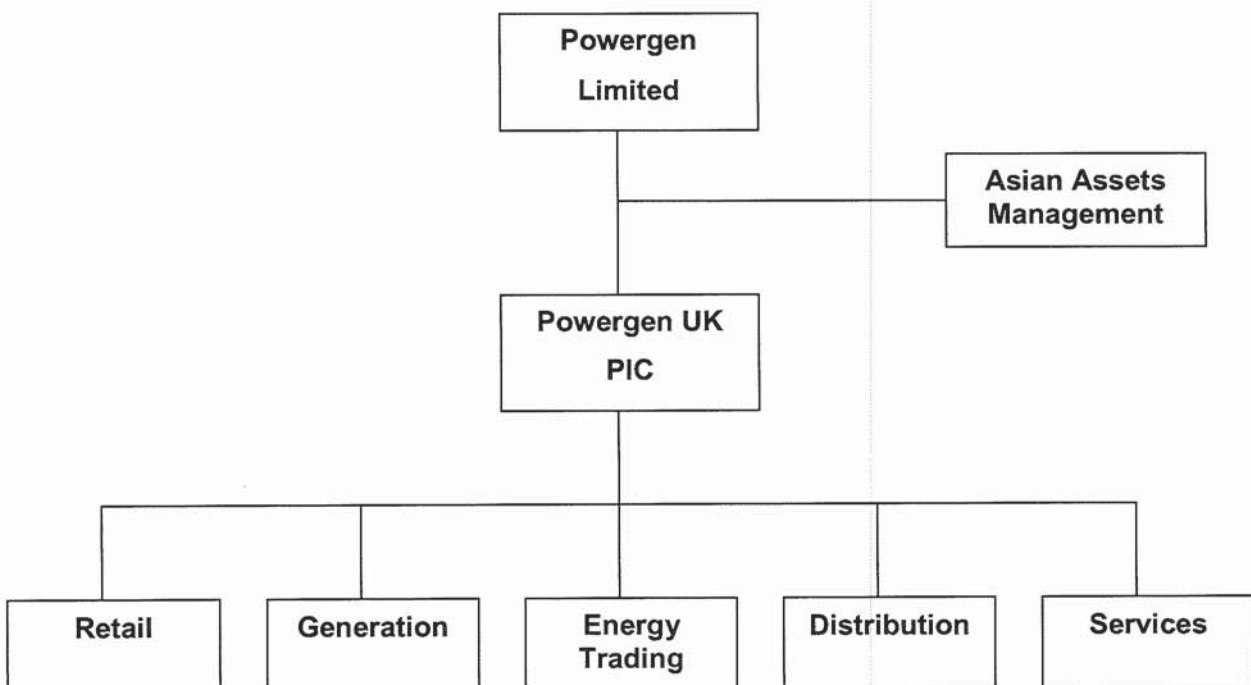 Powergen
Limited
Asian Assets
Management
Powergen UK
PIC
Retail
Generation
Energy
Trading
Distribution
Services